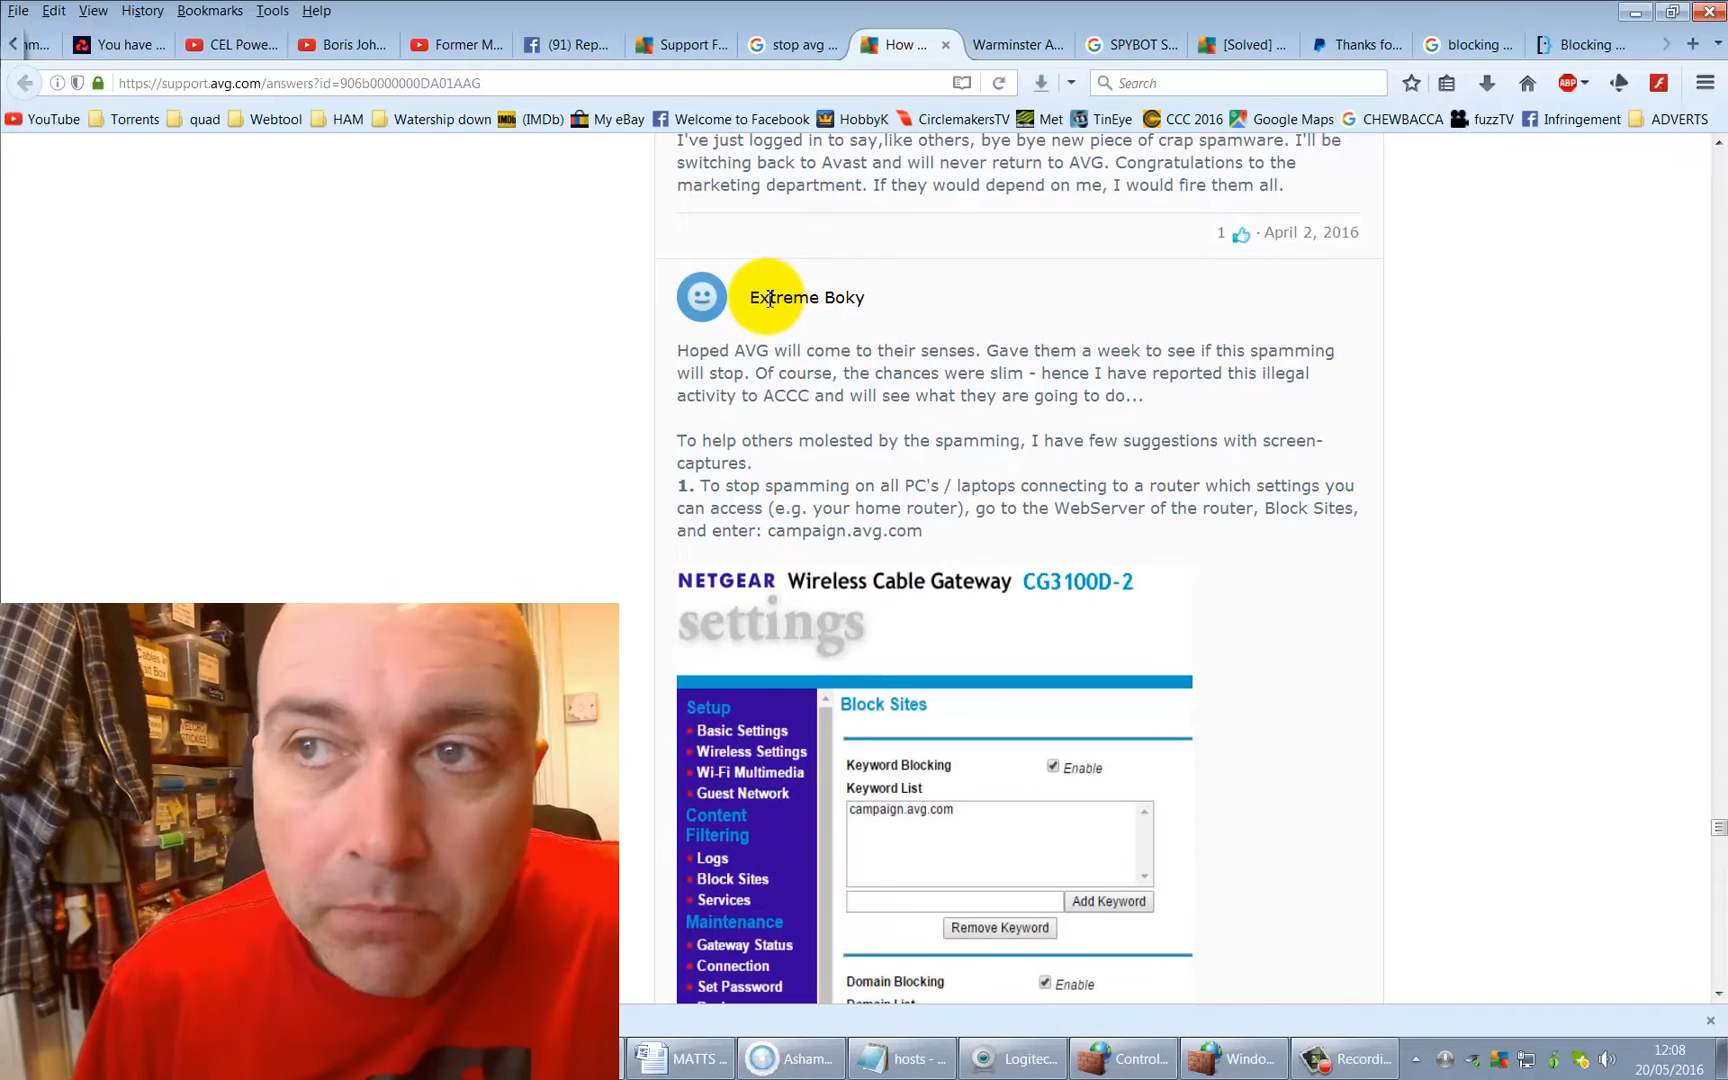 File Edit View History Bookmarks Tools Help
You have ... CEL Powe... Boris Joh... Former M... (91) Rep... Support F... stop avg ... How ... Warminster A... SPYBOT S... [Solved] ... Thanks fo... blocking ... Blocking ...
https://support.avg.com/answers?id=906b0000000DA01AAG Search ABP
YouTube Torrents quad Webtool HAM Watership down IMDb (IMDb) My eBay Welcome to Facebook HobbyK CirclemakersTV Met TinEye CCC 2016 Google Maps CHEWBACCA fuzzTV Infringement ADVERTS
I've just logged in to say,like others, bye bye new piece of crap spamware. I'll be
switching back to Avast and will never return to AVG. Congratulations to the
marketing department. If they would depend on me, I would fire them all.
1 · April 2, 2016
Extreme Boky
Hoped AVG will come to their senses. Gave them a week to see if this spamming
will stop. Of course, the chances were slim - hence I have reported this illegal
activity to ACCC and will see what they are going to do...
To help others molested by the spamming, I have few suggestions with screen-
captures.
1. To stop spamming on all PC's / laptops connecting to a router which settings you
can access (e.g. your home router), go to the WebServer of the router, Block Sites,
and enter: campaign.avg.com
NETGEAR Wireless Cable Gateway CG3100D-2
settings
Setup
Basic Settings
Wireless Settings
Wi-Fi Multimedia
Guest Network
Content
Filtering
Logs
Block Sites
Services
Maintenance
Gateway Status
Connection
Set Password
Block Sites
Keyword Blocking Enable
Keyword List
campaign.avg.com
Add Keyword
Remove Keyword
Domain Blocking Enable
MATTS ... Asham... hosts - ... Logitec... Control... Windo... Recordi... 12:08
20/05/2016